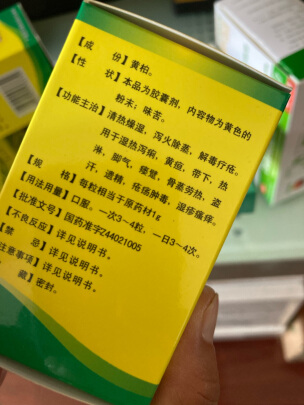 【成　　份】黄柏。
【性　　状】本品为胶囊剂，内容物为黄色的
粉末；味苦。
【功能主治】清热燥湿，泻火除蒸，解毒疗疮。
用于湿热泻痢，黄疸，带下，热
淋，脚气，痿躄，骨蒸劳热，盗
汗，遗精，疮疡肿毒，湿疹瘙痒。
【规　　格】每粒相当于原药材1g
【用法用量】口服。一次3~4粒，一日3~4次。
【批准文号】国药准字Z44021005
【不良反应】详见说明书。
【禁　　忌】详见说明书。
注意事项】详见说明书。
藏】密封。